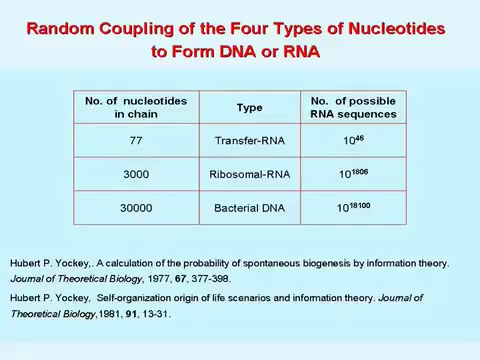 Random Coupling of the Four Types of Nucleotides
to Form DNA or RNA
No. of nucleotides in chain | Type | No. of possible RNA sequences
77 | Transfer-RNA | 10⁴⁶
3000 | Ribosomal-RNA | 10¹⁸⁰⁶
30000 | Bacterial DNA | 10¹⁸¹⁰⁰
Hubert P. Yockey,. A calculation of the probability of spontaneous biogenesis by information theory.
Journal of Theoretical Biology, 1977, 67, 377-398.
Hubert P. Yockey, Self-organization origin of life scenarios and information theory. Journal of
Theoretical Biology,1981, 91, 13-31.